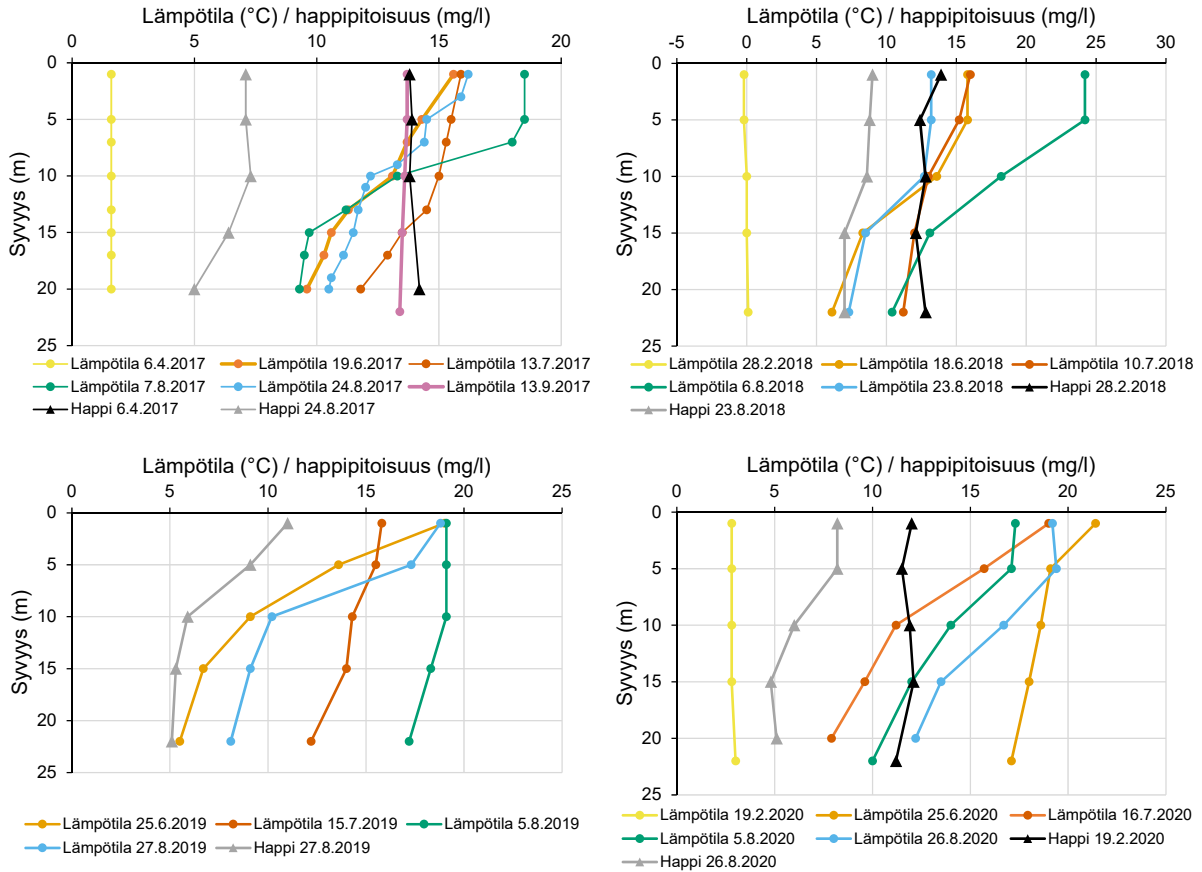 Lämpötila (°C) / happipitoisuus (mg/l)
0 5 10 15 20
0
5
10
15
20
25
Syvyys (m)
Lämpötila 6.4.2017 Lämpötila 19.6.2017 Lämpötila 13.7.2017
Lämpötila 7.8.2017 Lämpötila 24.8.2017 Lämpötila 13.9.2017
Happi 6.4.2017 Happi 24.8.2017
Lämpötila (°C) / happipitoisuus (mg/l)
-5 0 5 10 15 20 25 30
0
5
10
15
20
25
Syvyys (m)
Lämpötila 28.2.2018 Lämpötila 18.6.2018 Lämpötila 10.7.2018
Lämpötila 6.8.2018 Lämpötila 23.8.2018 Happi 28.2.2018
Happi 23.8.2018
Lämpötila (°C) / happipitoisuus (mg/l)
0 5 10 15 20 25
0
5
10
15
20
25
Syvyys (m)
Lämpötila 25.6.2019 Lämpötila 15.7.2019 Lämpötila 5.8.2019
Lämpötila 27.8.2019 Happi 27.8.2019
Lämpötila (°C) / happipitoisuus (mg/l)
0 5 10 15 20 25
0
5
10
15
20
25
Syvyys (m)
Lämpötila 19.2.2020 Lämpötila 25.6.2020 Lämpötila 16.7.2020
Lämpötila 5.8.2020 Lämpötila 26.8.2020 Happi 19.2.2020
Happi 26.8.2020